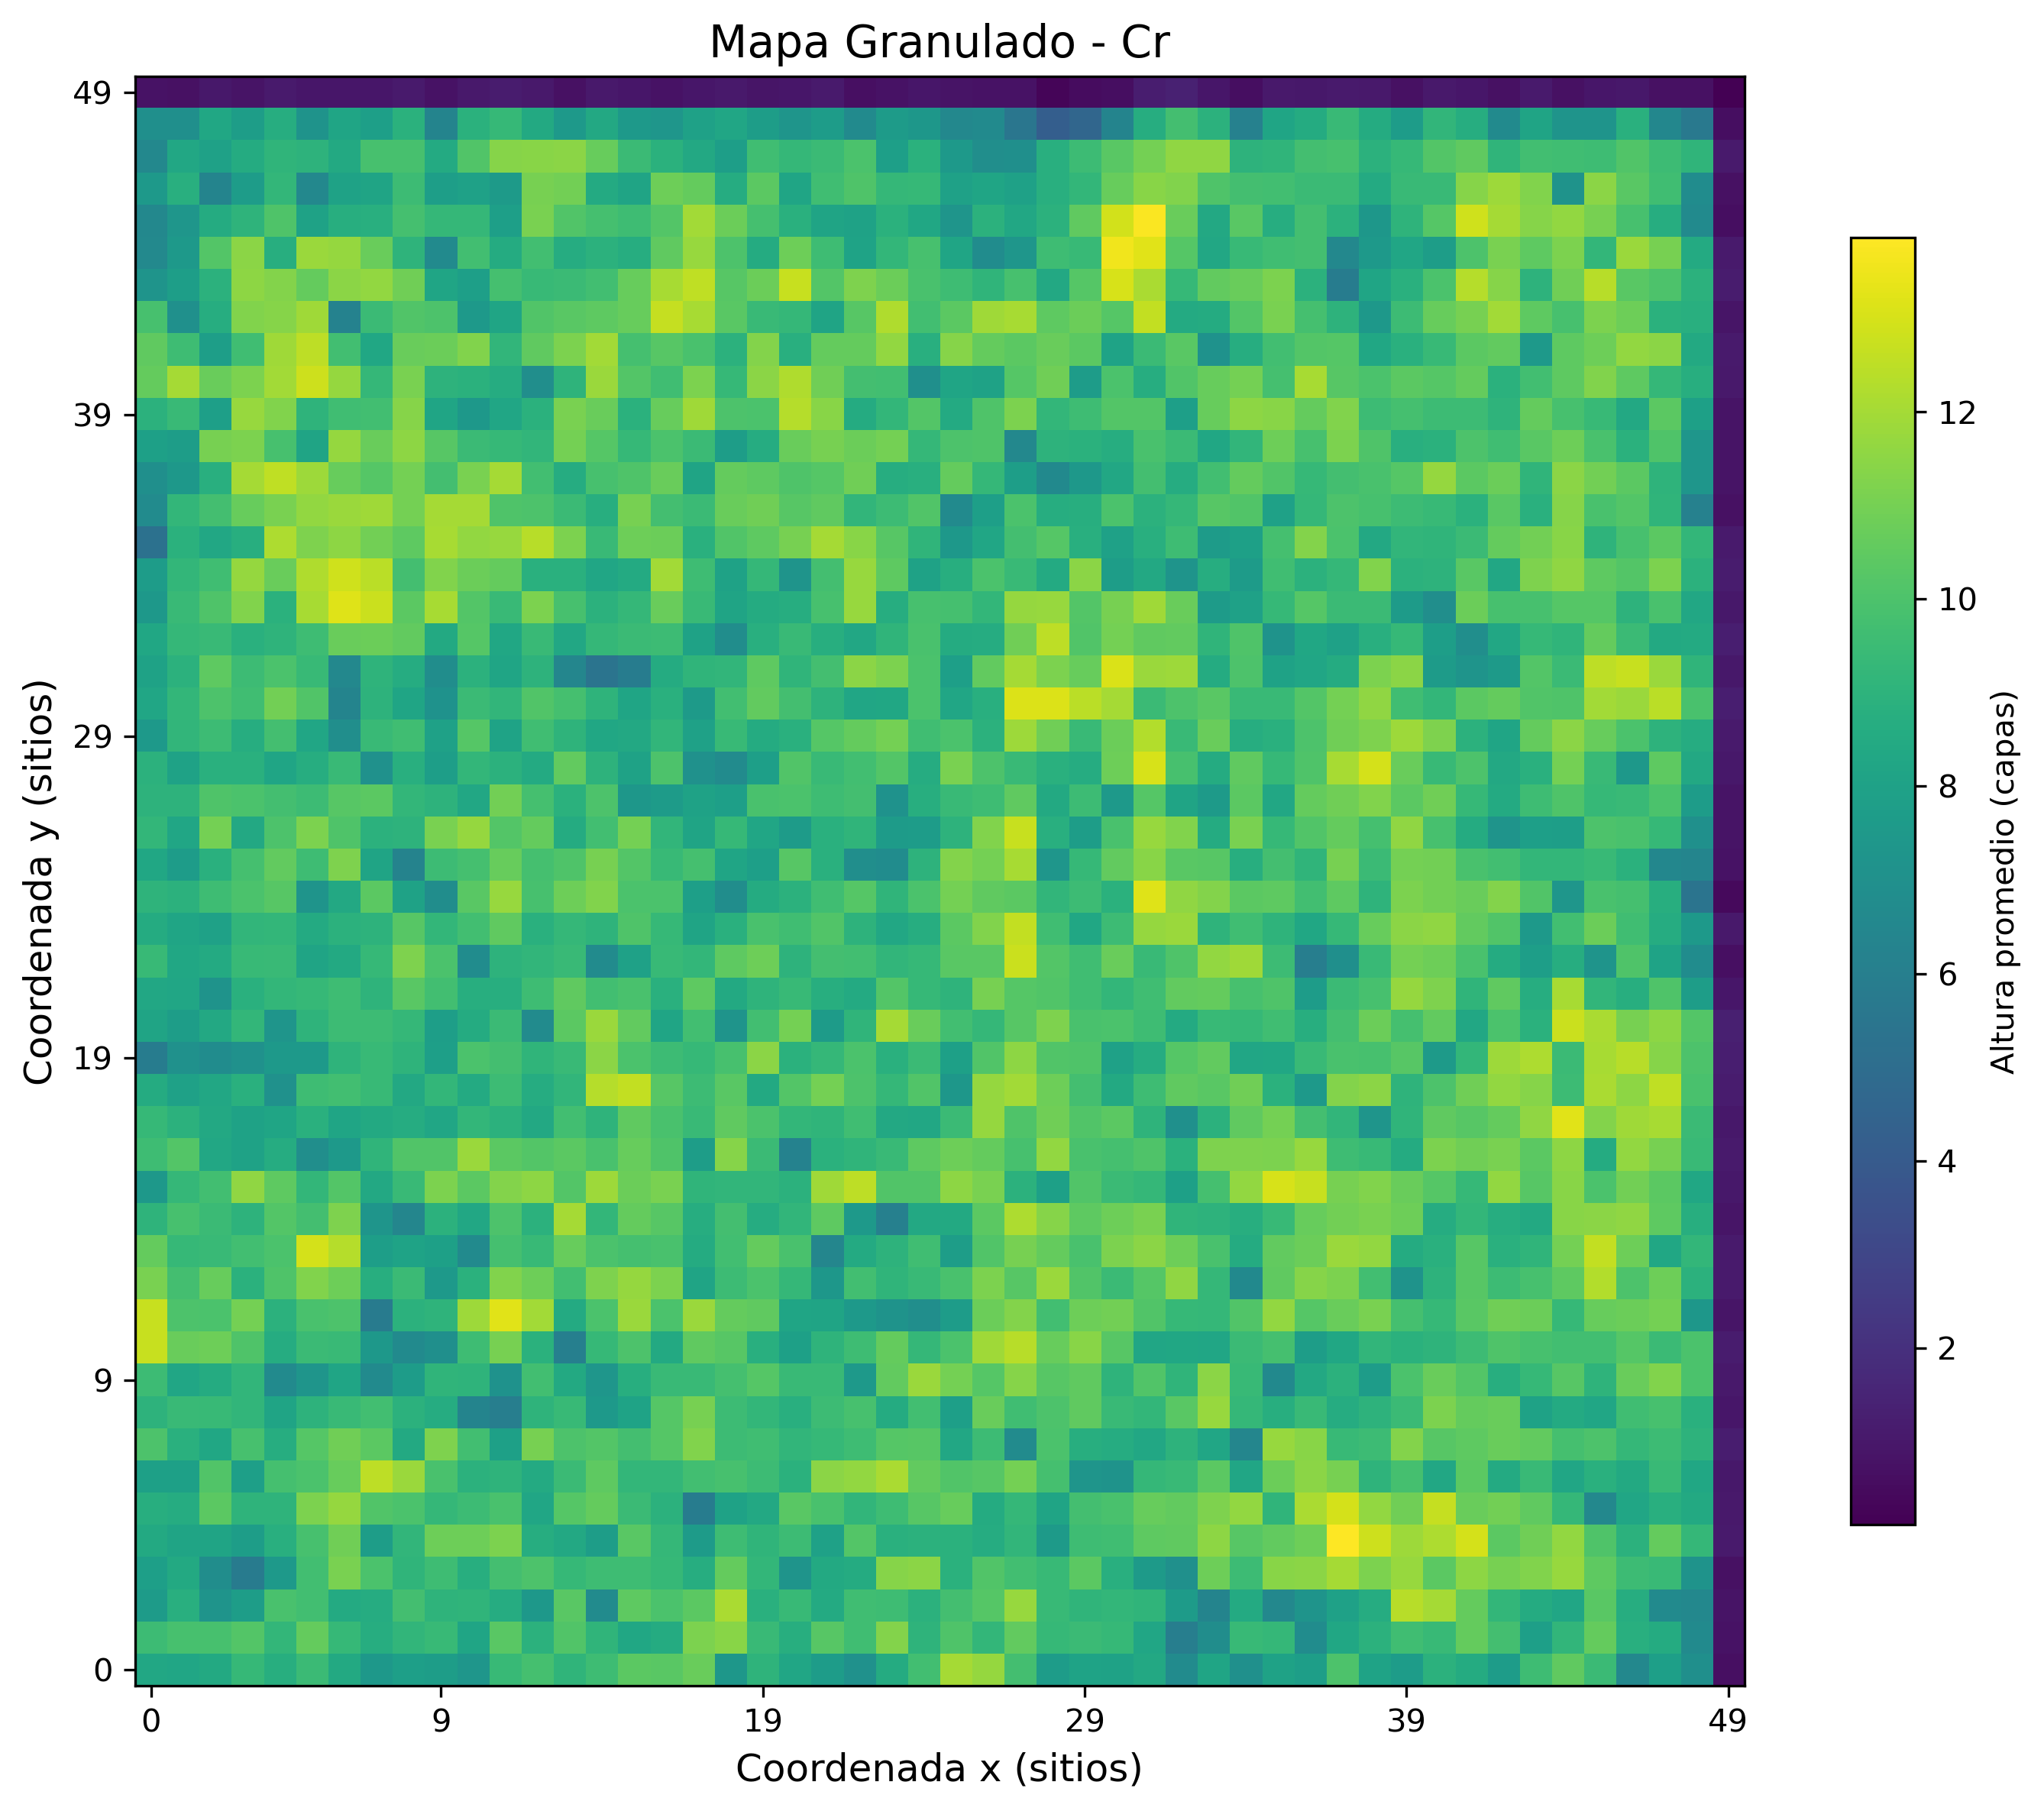 Mapa Granulado - Cr
49
39
29
19
9
0
Coordenada y (sitios)
0 9 19 29 39 49
Coordenada x (sitios)
12
10
8
6
4
2
Altura promedio (capas)